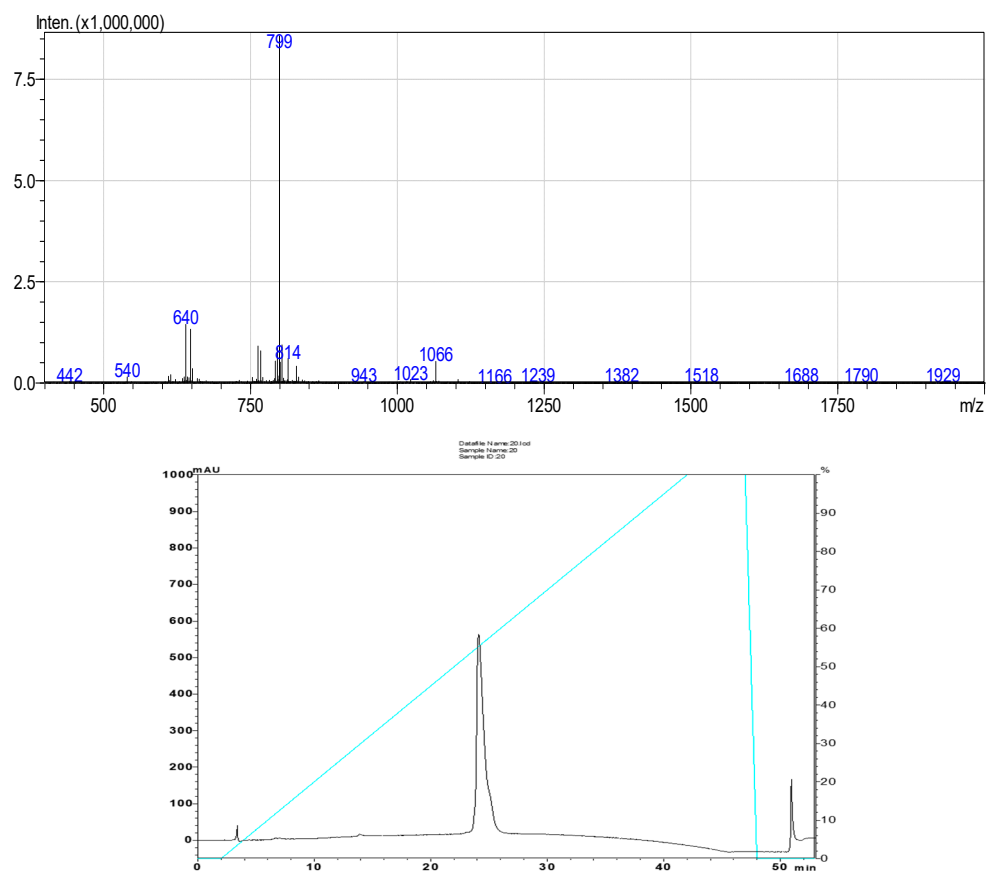 Inten. (x1,000,000)
799
7.5
5.0
2.5
640
814
1066
442 540 943 1023 1166 1239 1382 1518 1688 1790 1929
0.0
500 750 1000 1250 1500 1750 m/z
Datafile Name:20.lcd
Sample Name:20
Sample ID:20
1000 mAU %
900 90
800 80
700 70
600 60
500 50
400 40
300 30
200 20
100 10
0 0
0 10 20 30 40 50 min